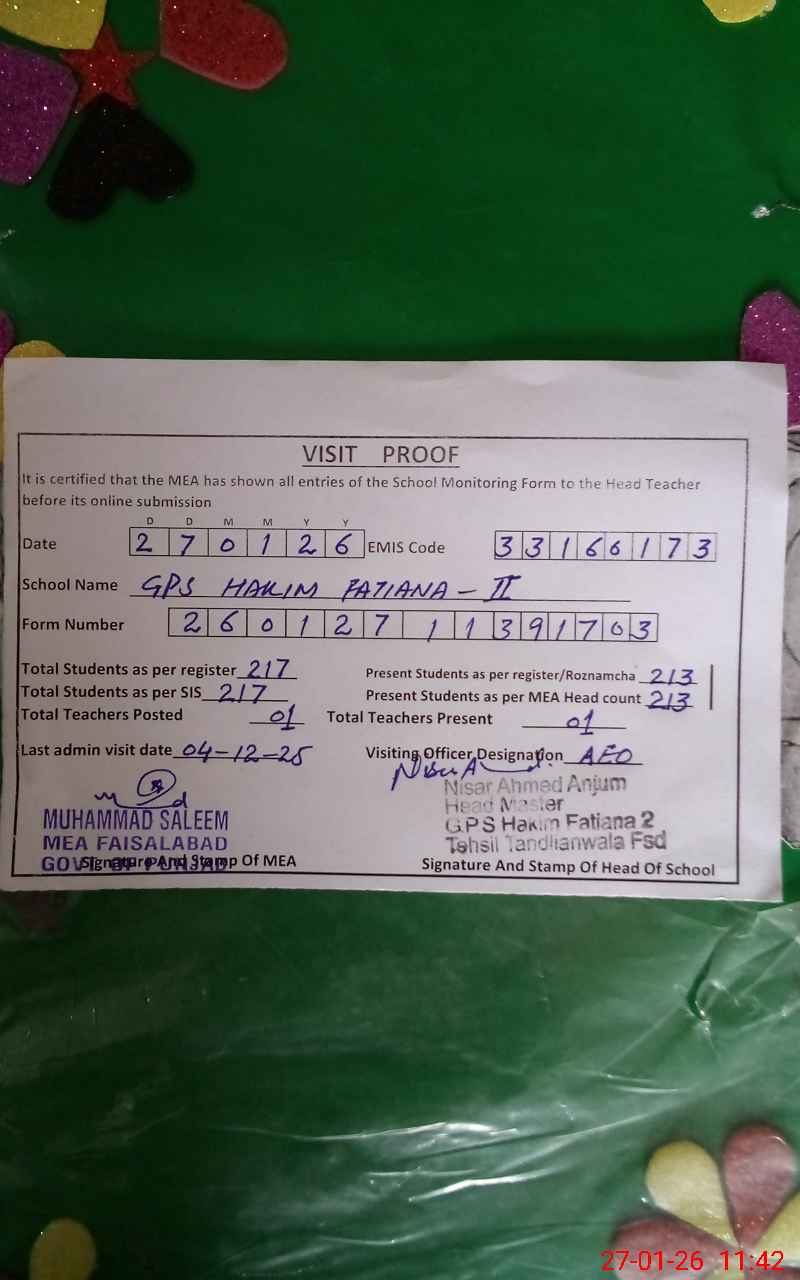 VISIT PROOF
It is certified that the MEA has shown all entries of the School Monitoring Form to the Head Teacher
before its online submission
D D M M Y Y
Date 2 7 0 1 2 6 EMIS Code 3 3 1 6 6 1 7 3
School Name GPS HAKIM FATIANA - II
Form Number 2 6 0 1 2 7 1 1 3 9 1 7 0 3
Total Students as per register 217 Present Students as per register/Roznamcha 213
Total Students as per SIS 217 Present Students as per MEA Head count 213
Total Teachers Posted 01 Total Teachers Present 01
Last admin visit date 04-12-25 Visiting Officer Designation AEO
Nisar A
Nisar Ahmed Anjum
Head Master
MUHAMMAD SALEEM GPS Hakim Fatiana 2
MEA FAISALABAD Tehsil Tandlianwala Fsd
GOVT OF PUNJAB
Signature And Stamp Of MEA Signature And Stamp Of Head Of School
27-01-26 11:42